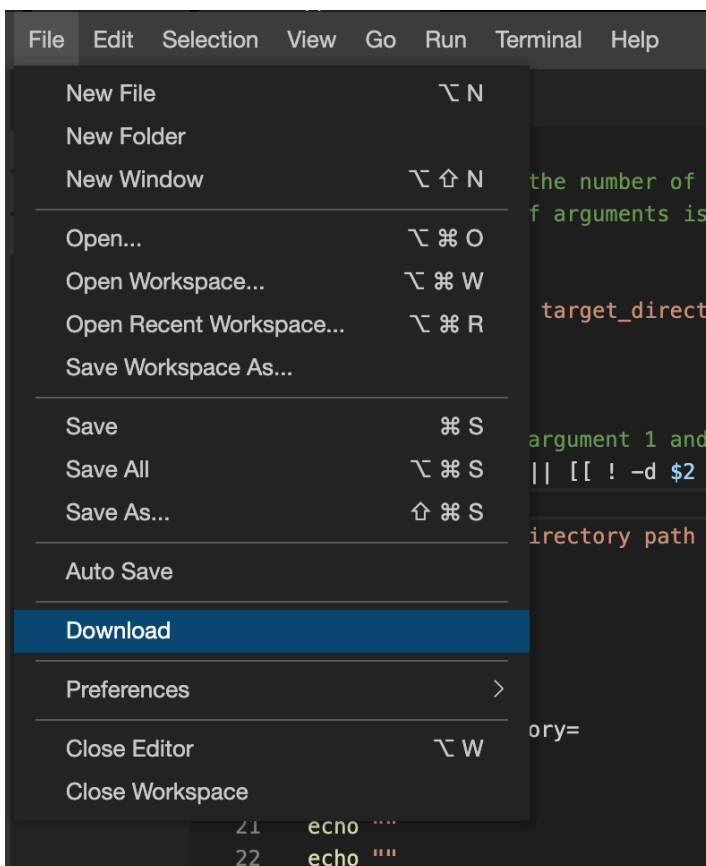 File Edit Selection View Go Run Terminal Help
New File ⌥ N
New Folder
New Window ⌥ ⇧ N
the number of
f arguments is
Open... ⌥ ⌘ O
Open Workspace... ⌥ ⌘ W
Open Recent Workspace... ⌥ ⌘ R
target_direct
Save Workspace As...
Save ⌘ S
argument 1 and
Save All ⌥ ⌘ S
|| [[ ! -d $2
Save As... ⇧ ⌘ S
irectory path
Auto Save
Download
Preferences >
ory=
Close Editor ⌥ W
Close Workspace
21 echo ""
22 echo ""